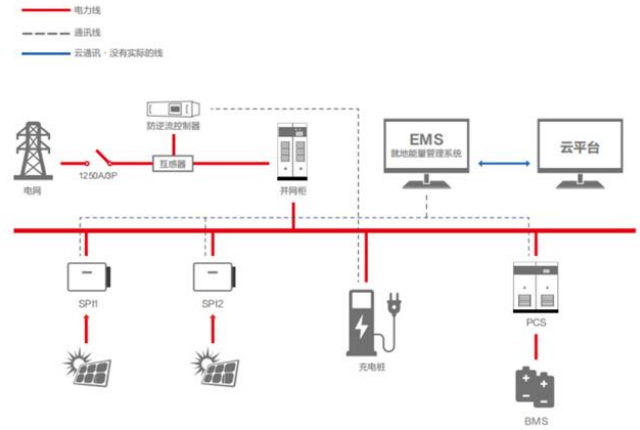 电力线
通讯线
云通讯·没有实际的线
防逆流控制器
EMS
就地能量管理系统
云平台
互感器
1250A/3P
电网
并网柜
SPI1
SPI2
充电桩
PCS
BMS